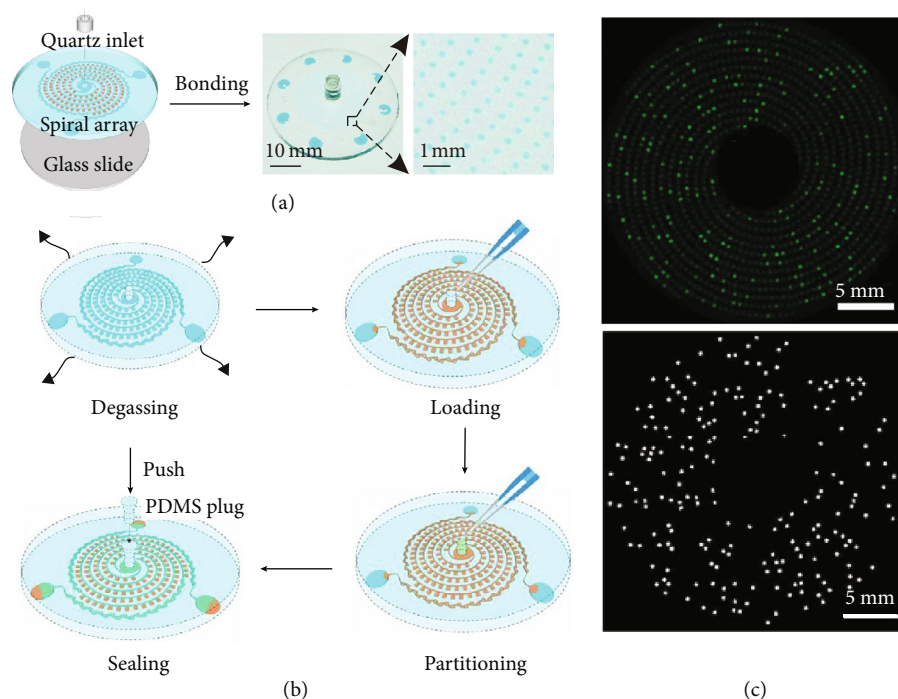 Quartz inlet
Spiral array
Glass slide
Bonding
10 mm
1 mm
(a)
Degassing
Loading
Push
PDMS plug
Sealing
Partitioning
(b)
5 mm
5 mm
(c)